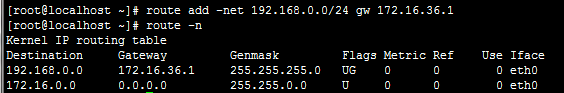 [root@localhost ~]# route add -net 192.168.0.0/24 gw 172.16.36.1
[root@localhost ~]# route -n
Kernel IP routing table
Destination     Gateway         Genmask         Flags Metric Ref    Use Iface
192.168.0.0     172.16.36.1     255.255.255.0   UG    0      0        0 eth0
172.16.0.0      0.0.0.0         255.255.0.0     U     0      0        0 eth0